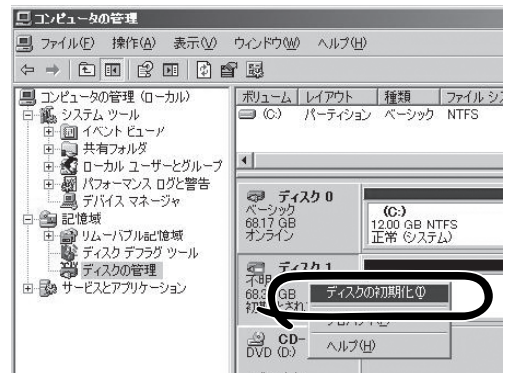 コンピュータの管理
ファイル(F) 操作(A) 表示(V) ウィンドウ(W) ヘルプ(H)
コンピュータの管理 (ローカル)
システム ツール
イベント ビューア
共有フォルダ
ローカル ユーザーとグループ
パフォーマンス ログと警告
デバイス マネージャ
記憶域
リムーバブル記憶域
ディスク デフラグ ツール
ディスクの管理
サービスとアプリケーション
ボリューム レイアウト 種類 ファイル シ
(C:) パーティション ベーシック NTFS
ディスク 0
ベーシック
68.17 GB
オンライン
(C:)
12.00 GB NTFS
正常 (システム)
ディスク 1
不明
GB
ディスクの初期化(I)
ヘルプ(H)
CD-
DVD (D:)